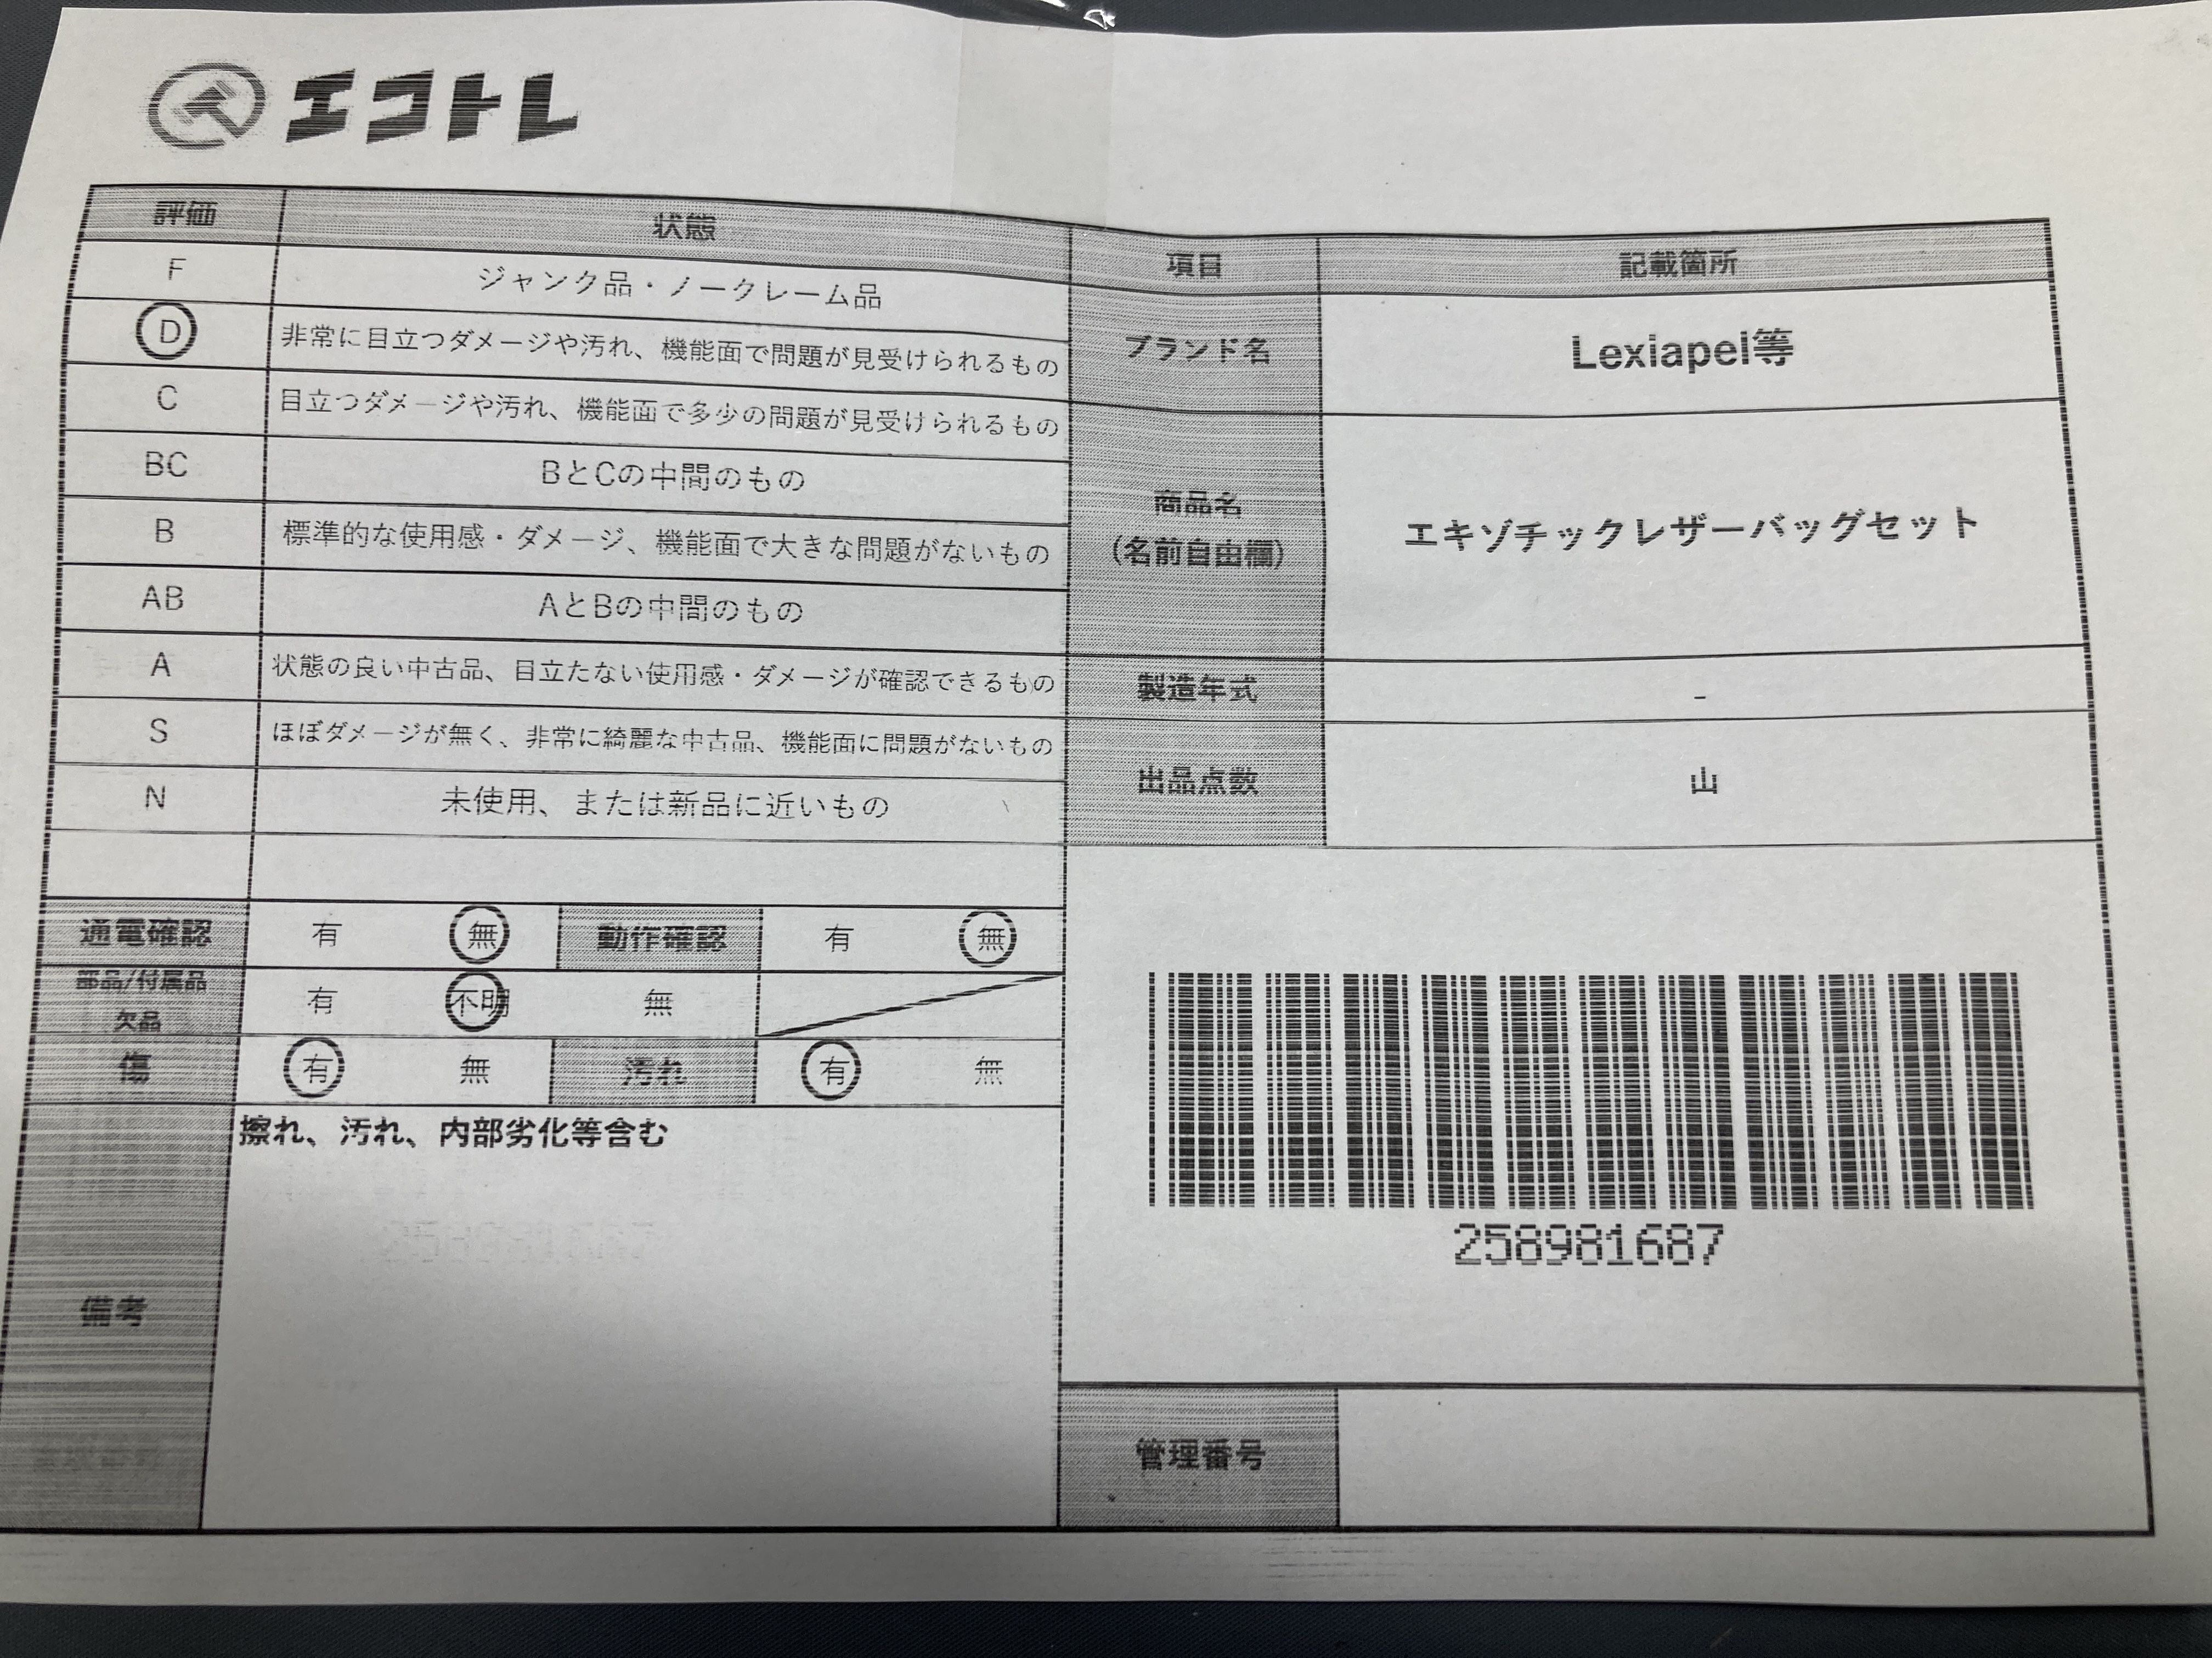 エコトレ
評価 状態
F ジャンク品・ノークレーム品
D 非常に目立つダメージや汚れ、機能面で問題が見受けられるもの
C 目立つダメージや汚れ、機能面で多少の問題が見受けられるもの
BC BとCの中間のもの
B 標準的な使用感・ダメージ、機能面で大きな問題がないもの
AB AとBの中間のもの
A 状態の良い中古品、目立たない使用感・ダメージが確認できるもの
S ほぼダメージが無く、非常に綺麗な中古品、機能面に問題がないもの
N 未使用、または新品に近いもの
通電確認 有 無 動作確認 有 無
部品/付属品
欠品 有 不明 無
傷 有 無 汚れ 有 無
備考 擦れ、汚れ、内部劣化等含む
項目 記載箇所
ブランド名 Lexiapel等
商品名
(名前自由欄) エキゾチックレザーバッグセット
製造年式 -
出品点数 山
258981687
管理番号